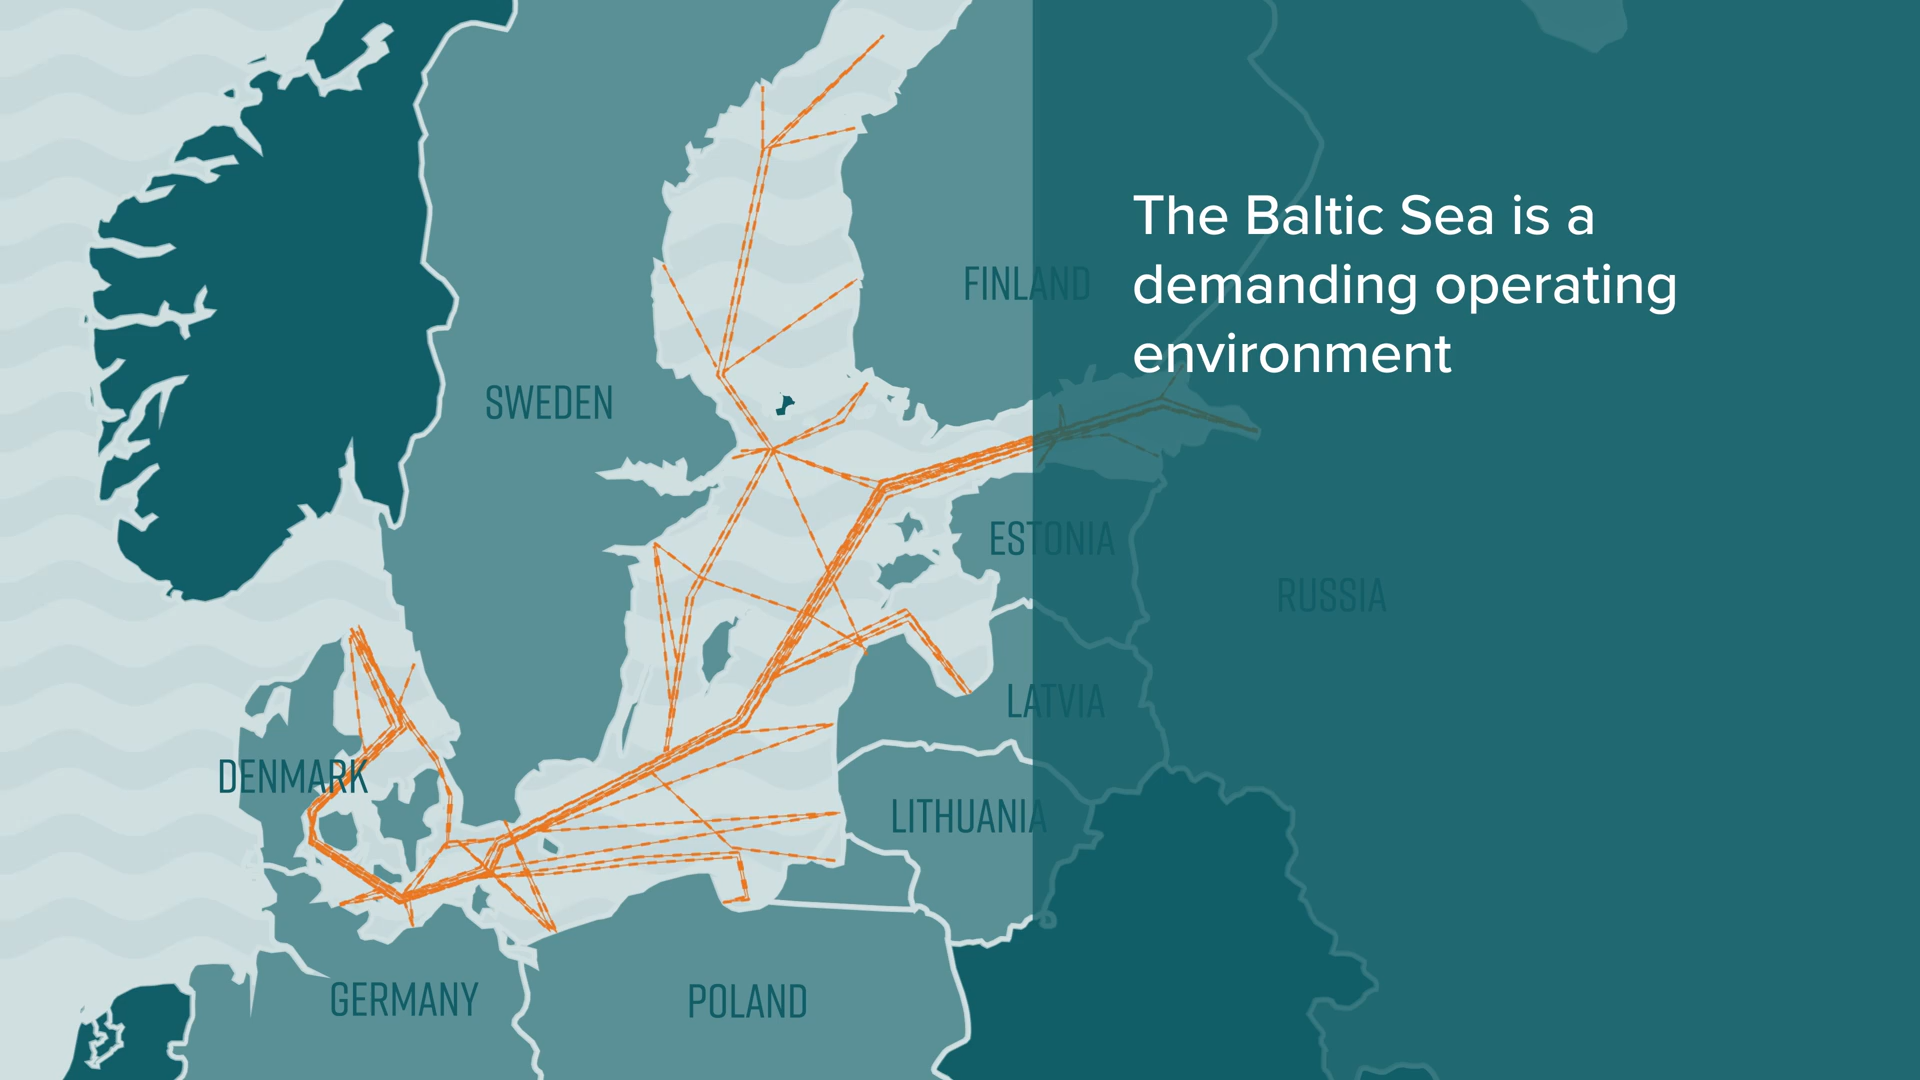 The Baltic Sea is a
demanding operating
environment
FINLAND
SWEDEN
ESTONIA
RUSSIA
LATVIA
DENMARK
LITHUANIA
GERMANY
POLAND